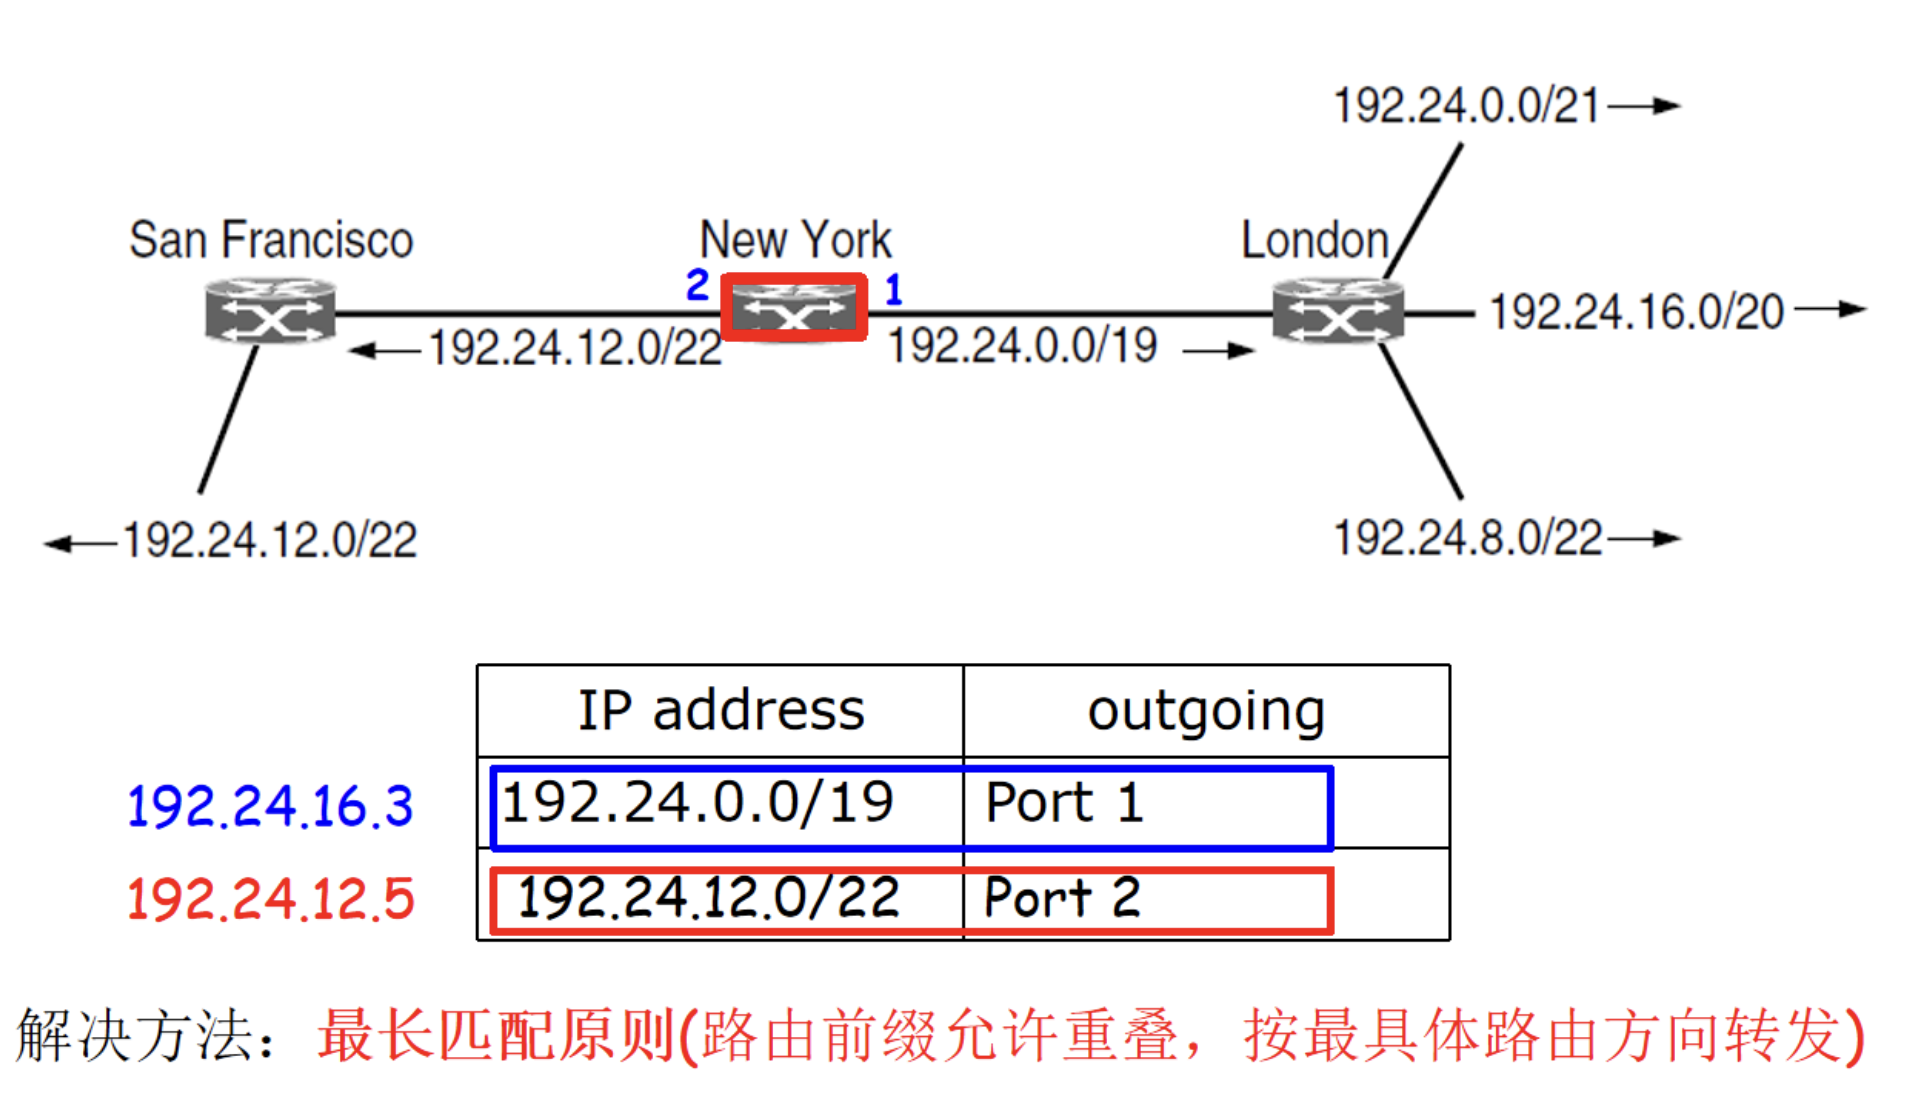 192.24.0.0/21
San Francisco
New York
London
2
1
192.24.16.0/20
192.24.12.0/22
192.24.0.0/19
192.24.12.0/22
192.24.8.0/22
IP address outgoing
192.24.16.3 192.24.0.0/19 Port 1
192.24.12.5 192.24.12.0/22 Port 2
解决方法：最长匹配原则(路由前缀允许重叠，按最具体路由方向转发)